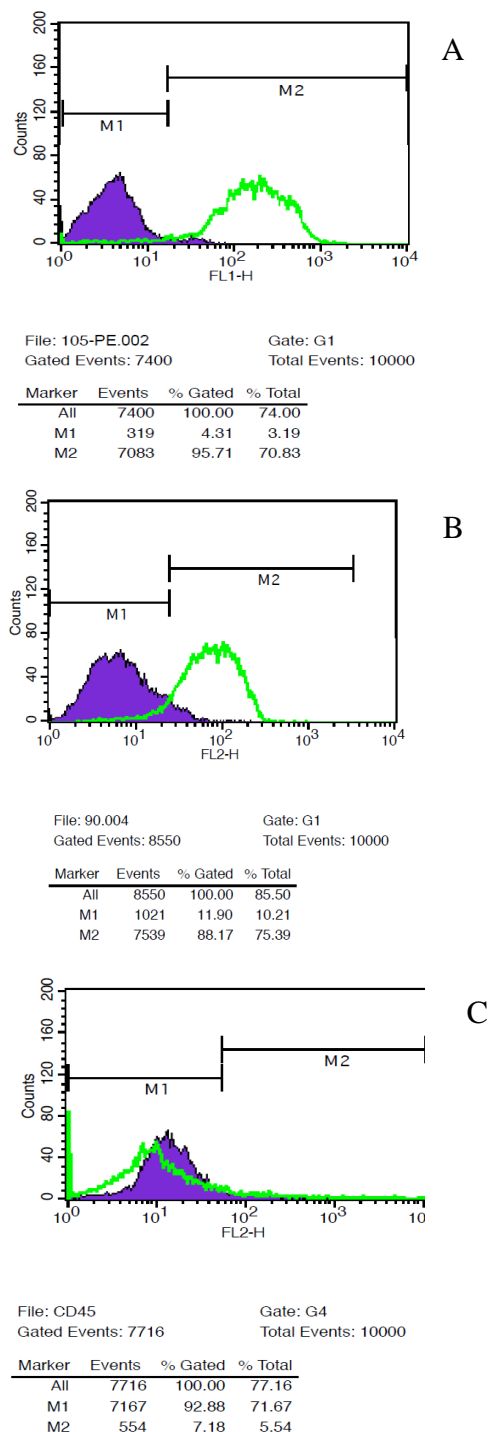 A
200
160
120
80
40
0
Counts
M1
M2
10^0 10^1 10^2 10^3 10^4
FL1-H
File: 105-PE.002 Gate: G1
Gated Events: 7400 Total Events: 10000
Marker Events % Gated % Total
All 7400 100.00 74.00
M1 319 4.31 3.19
M2 7083 95.71 70.83
B
200
160
120
80
40
0
Counts
M2
M1
10^0 10^1 10^2 10^3 10^4
FL2-H
File: 90.004 Gate: G1
Gated Events: 8550 Total Events: 10000
Marker Events % Gated % Total
All 8550 100.00 85.50
M1 1021 11.90 10.21
M2 7539 88.17 75.39
C
200
160
120
80
40
0
Counts
M2
M1
10^0 10^1 10^2 10^3 10
FL2-H
File: CD45 Gate: G4
Gated Events: 7716 Total Events: 10000
Marker Events % Gated % Total
All 7716 100.00 77.16
M1 7167 92.88 71.67
M2 554 7.18 5.54